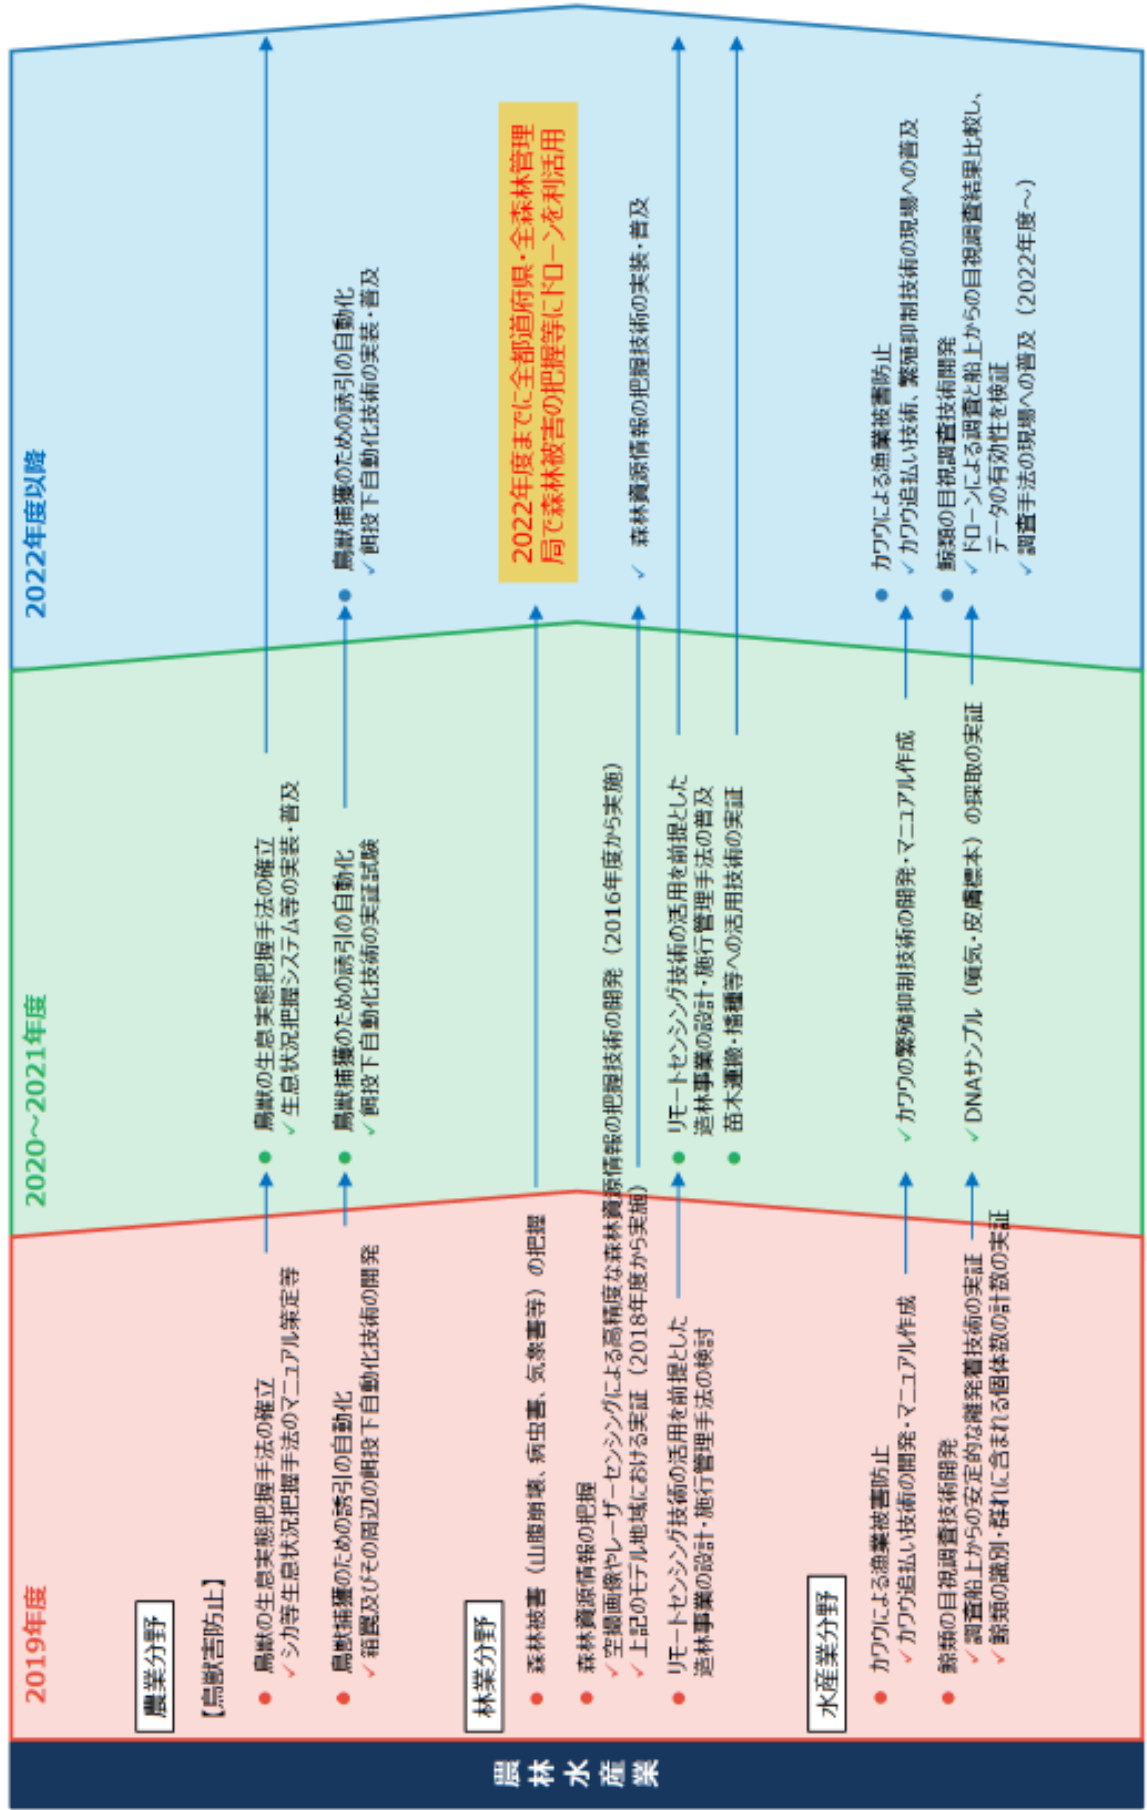 農林水産業
2019年度
農業分野
【鳥獣害防止】
● 鳥獣の生息実態把握手法の確立
✓ シカ等生息状況把握手法のマニュアル策定等
● 鳥獣捕獲のための誘引の自動化
✓ 箱罠及びその周辺の餌投下自動化技術の開発
林業分野
● 森林被害（山腹崩壊、病虫害、気象害等）の把握
● 森林資源情報の把握
✓ 空撮画像やレーザーセンシングによる高精度な森林資源情報の把握技術の開発（2016年度から実施）
✓ 上記のモデル地域における実証（2018年度から実施）
● リモートセンシング技術の活用を前提とした
造林事業の設計・施行管理手法の検討
水産業分野
● カワウによる漁業被害防止
✓ カワウ追払い技術の開発・マニュアル作成
● 鯨類の目視調査技術開発
✓ 調査船上からの安定的な離発着技術の実証
✓ 鯨類の識別・群れに含まれる個体数の計数の実証
2020～2021年度
● 鳥獣の生息実態把握手法の確立
✓ 生息状況把握システム等の実装・普及
● 鳥獣捕獲のための誘引の自動化
✓ 餌投下自動化技術の実証試験
● リモートセンシング技術の活用を前提とした
造林事業の設計・施行管理手法の普及
● 苗木運搬・播種等への活用技術の実証
✓ カワウの繁殖抑制技術の開発・マニュアル作成
✓ DNAサンプル（噴気・皮膚標本）の採取の実証
2022年度以降
● 鳥獣捕獲のための誘引の自動化
✓ 餌投下自動化技術の実装・普及
2022年度までに全都道府県・全森林管理
局で森林被害の把握等にドローンを利活用
✓ 森林資源情報の把握技術の実装・普及
● カワウによる漁業被害防止
✓ カワウ追払い技術、繁殖抑制技術の現場への普及
● 鯨類の目視調査技術開発
✓ ドローンによる調査と船上からの目視調査結果比較し、
データの有効性を検証
✓ 調査手法の現場への普及（2022年度～）